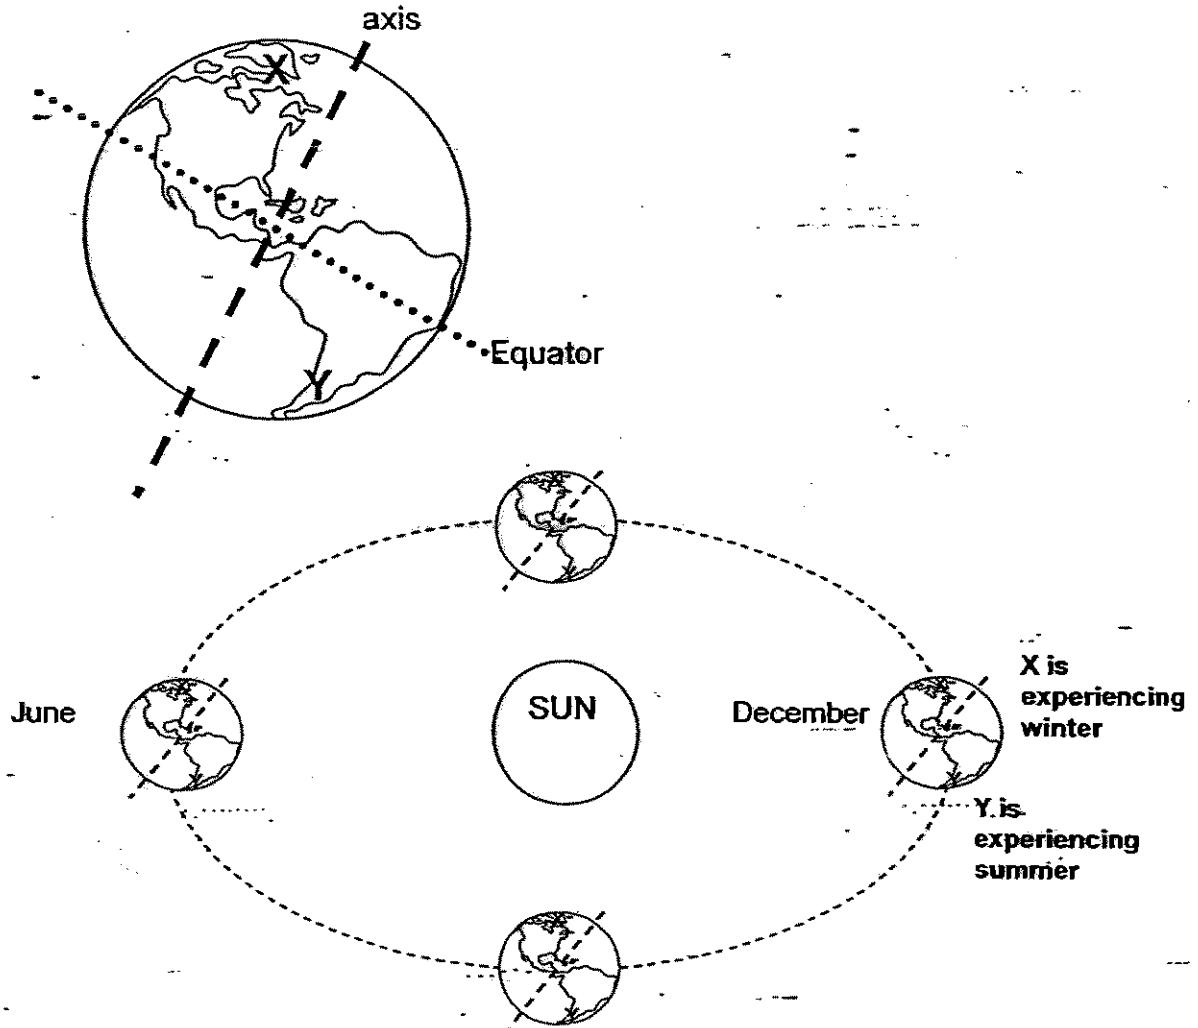 axis
X
Equator
Y
June
SUN
December
X is
experiencing
winter
Y is
experiencing
summer